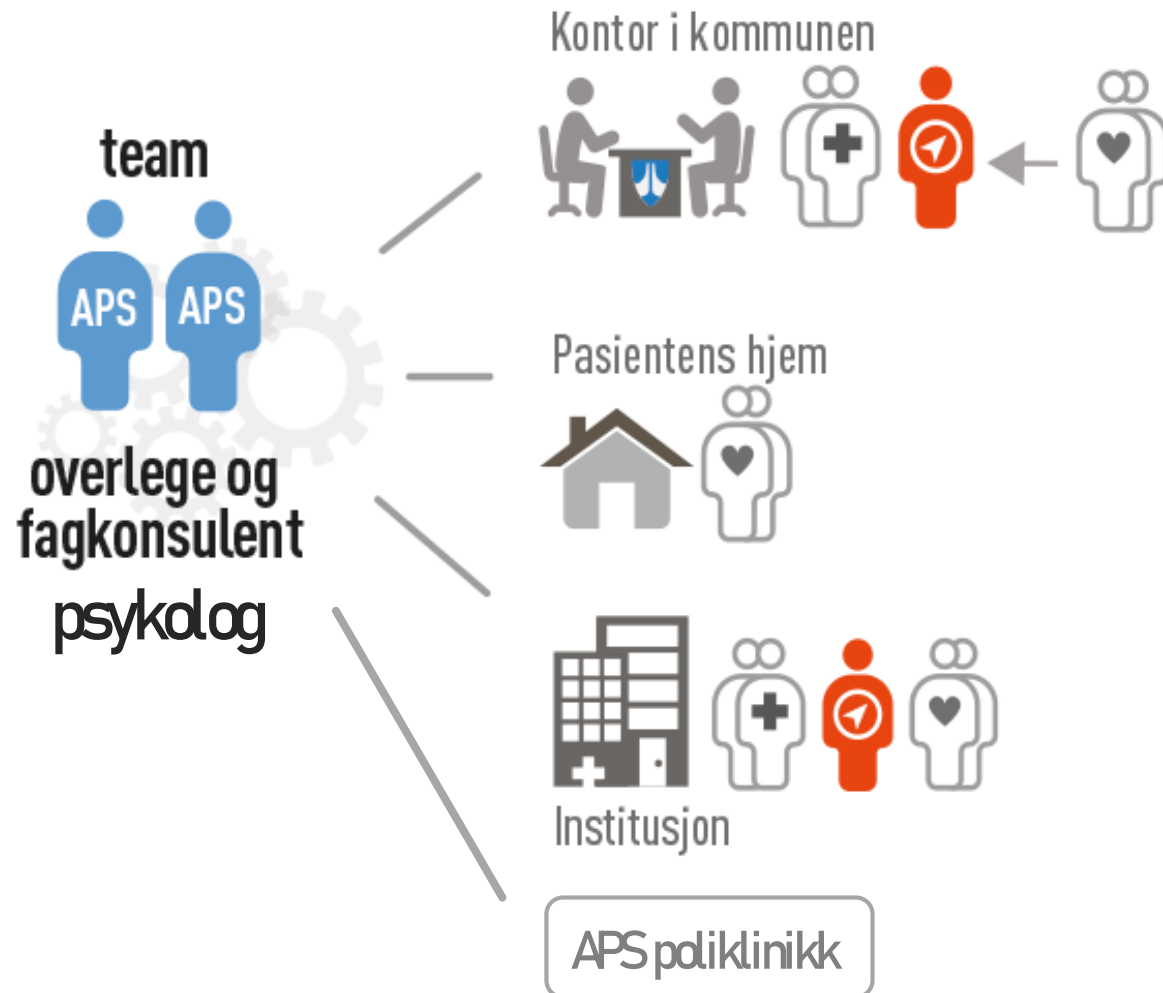 team
APS APS
overlege og
fagkonsulent
psykolog
Kontor i kommunen
Pasientens hjem
Institusjon
APS poliklinikk